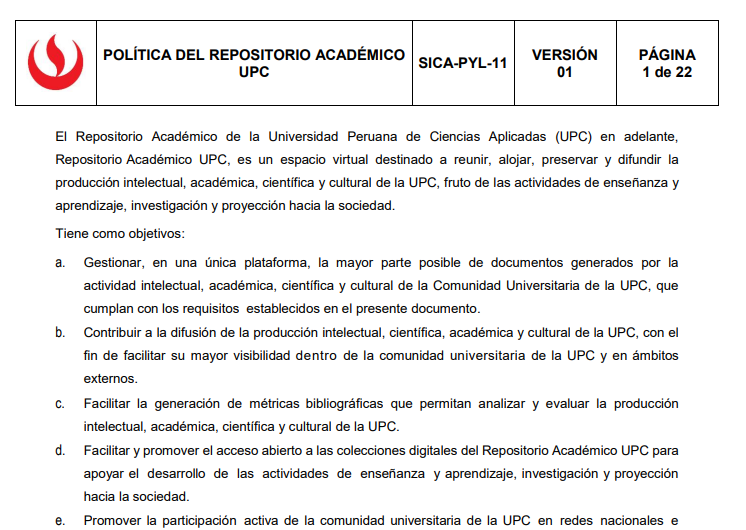 POLÍTICA DEL REPOSITORIO ACADÉMICO
UPC
SICA-PYL-11
VERSIÓN
01
PÁGINA
1 de 22
El Repositorio Académico de la Universidad Peruana de Ciencias Aplicadas (UPC) en adelante,
Repositorio Académico UPC, es un espacio virtual destinado a reunir, alojar, preservar y difundir la
producción intelectual, académica, científica y cultural de la UPC, fruto de las actividades de enseñanza y
aprendizaje, investigación y proyección hacia la sociedad.
Tiene como objetivos:
a. Gestionar, en una única plataforma, la mayor parte posible de documentos generados por la
actividad intelectual, académica, científica y cultural de la Comunidad Universitaria de la UPC, que
cumplan con los requisitos establecidos en el presente documento.
b. Contribuir a la difusión de la producción intelectual, científica, académica y cultural de la UPC, con el
fin de facilitar su mayor visibilidad dentro de la comunidad universitaria de la UPC y en ámbitos
externos.
c. Facilitar la generación de métricas bibliográficas que permitan analizar y evaluar la producción
intelectual, académica, científica y cultural de la UPC.
d. Facilitar y promover el acceso abierto a las colecciones digitales del Repositorio Académico UPC para
apoyar el desarrollo de las actividades de enseñanza y aprendizaje, investigación y proyección
hacia la sociedad.
e. Promover la participación activa de la comunidad universitaria de la UPC en redes nacionales e